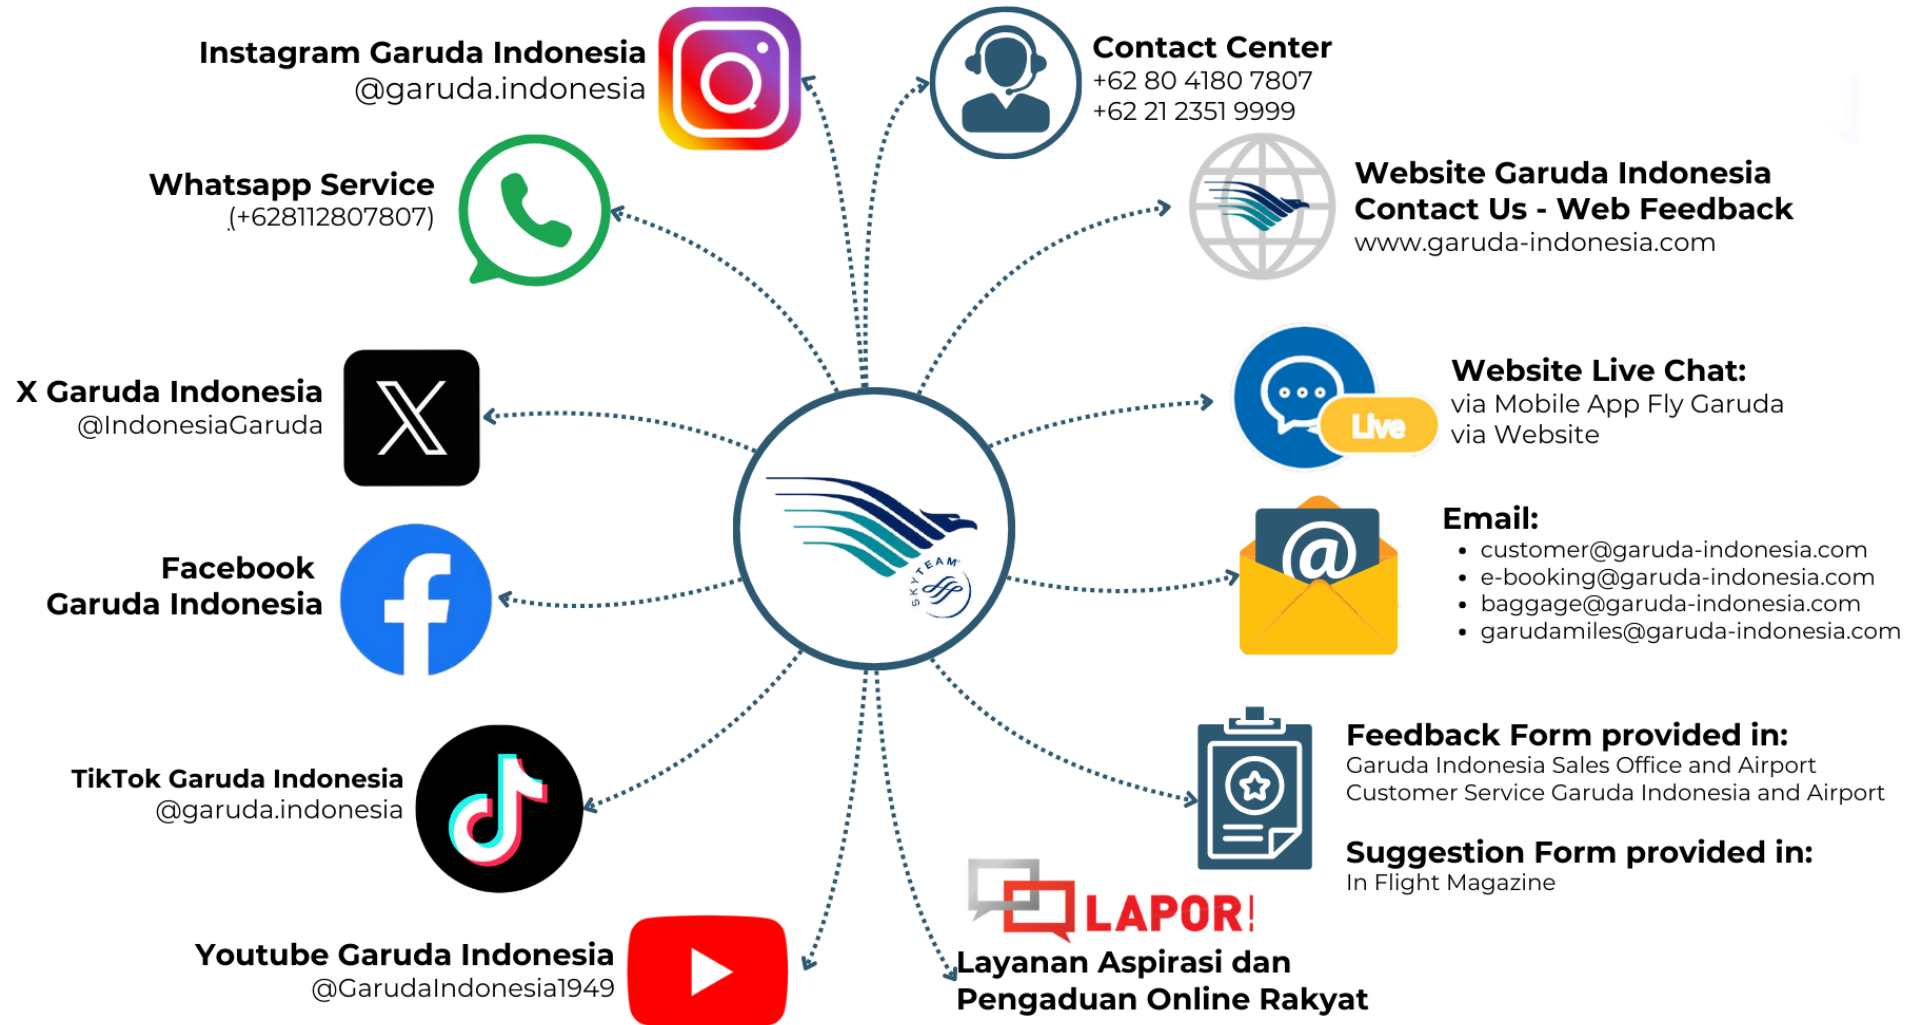 Instagram Garuda Indonesia
@garuda.indonesia
Contact Center
+62 80 4180 7807
+62 21 2351 9999
Whatsapp Service
(+628112807807)
Website Garuda Indonesia
Contact Us - Web Feedback
www.garuda-indonesia.com
X Garuda Indonesia
@IndonesiaGaruda
Live
Website Live Chat:
via Mobile App Fly Garuda
via Website
SKYTEAM
Facebook
Garuda Indonesia
@
Email:
• customer@garuda-indonesia.com
• e-booking@garuda-indonesia.com
• baggage@garuda-indonesia.com
• garudamiles@garuda-indonesia.com
TikTok Garuda Indonesia
@garuda.indonesia
Feedback Form provided in:
Garuda Indonesia Sales Office and Airport
Customer Service Garuda Indonesia and Airport
Suggestion Form provided in:
In Flight Magazine
Youtube Garuda Indonesia
@GarudaIndonesia1949
LAPOR!
Layanan Aspirasi dan
Pengaduan Online Rakyat